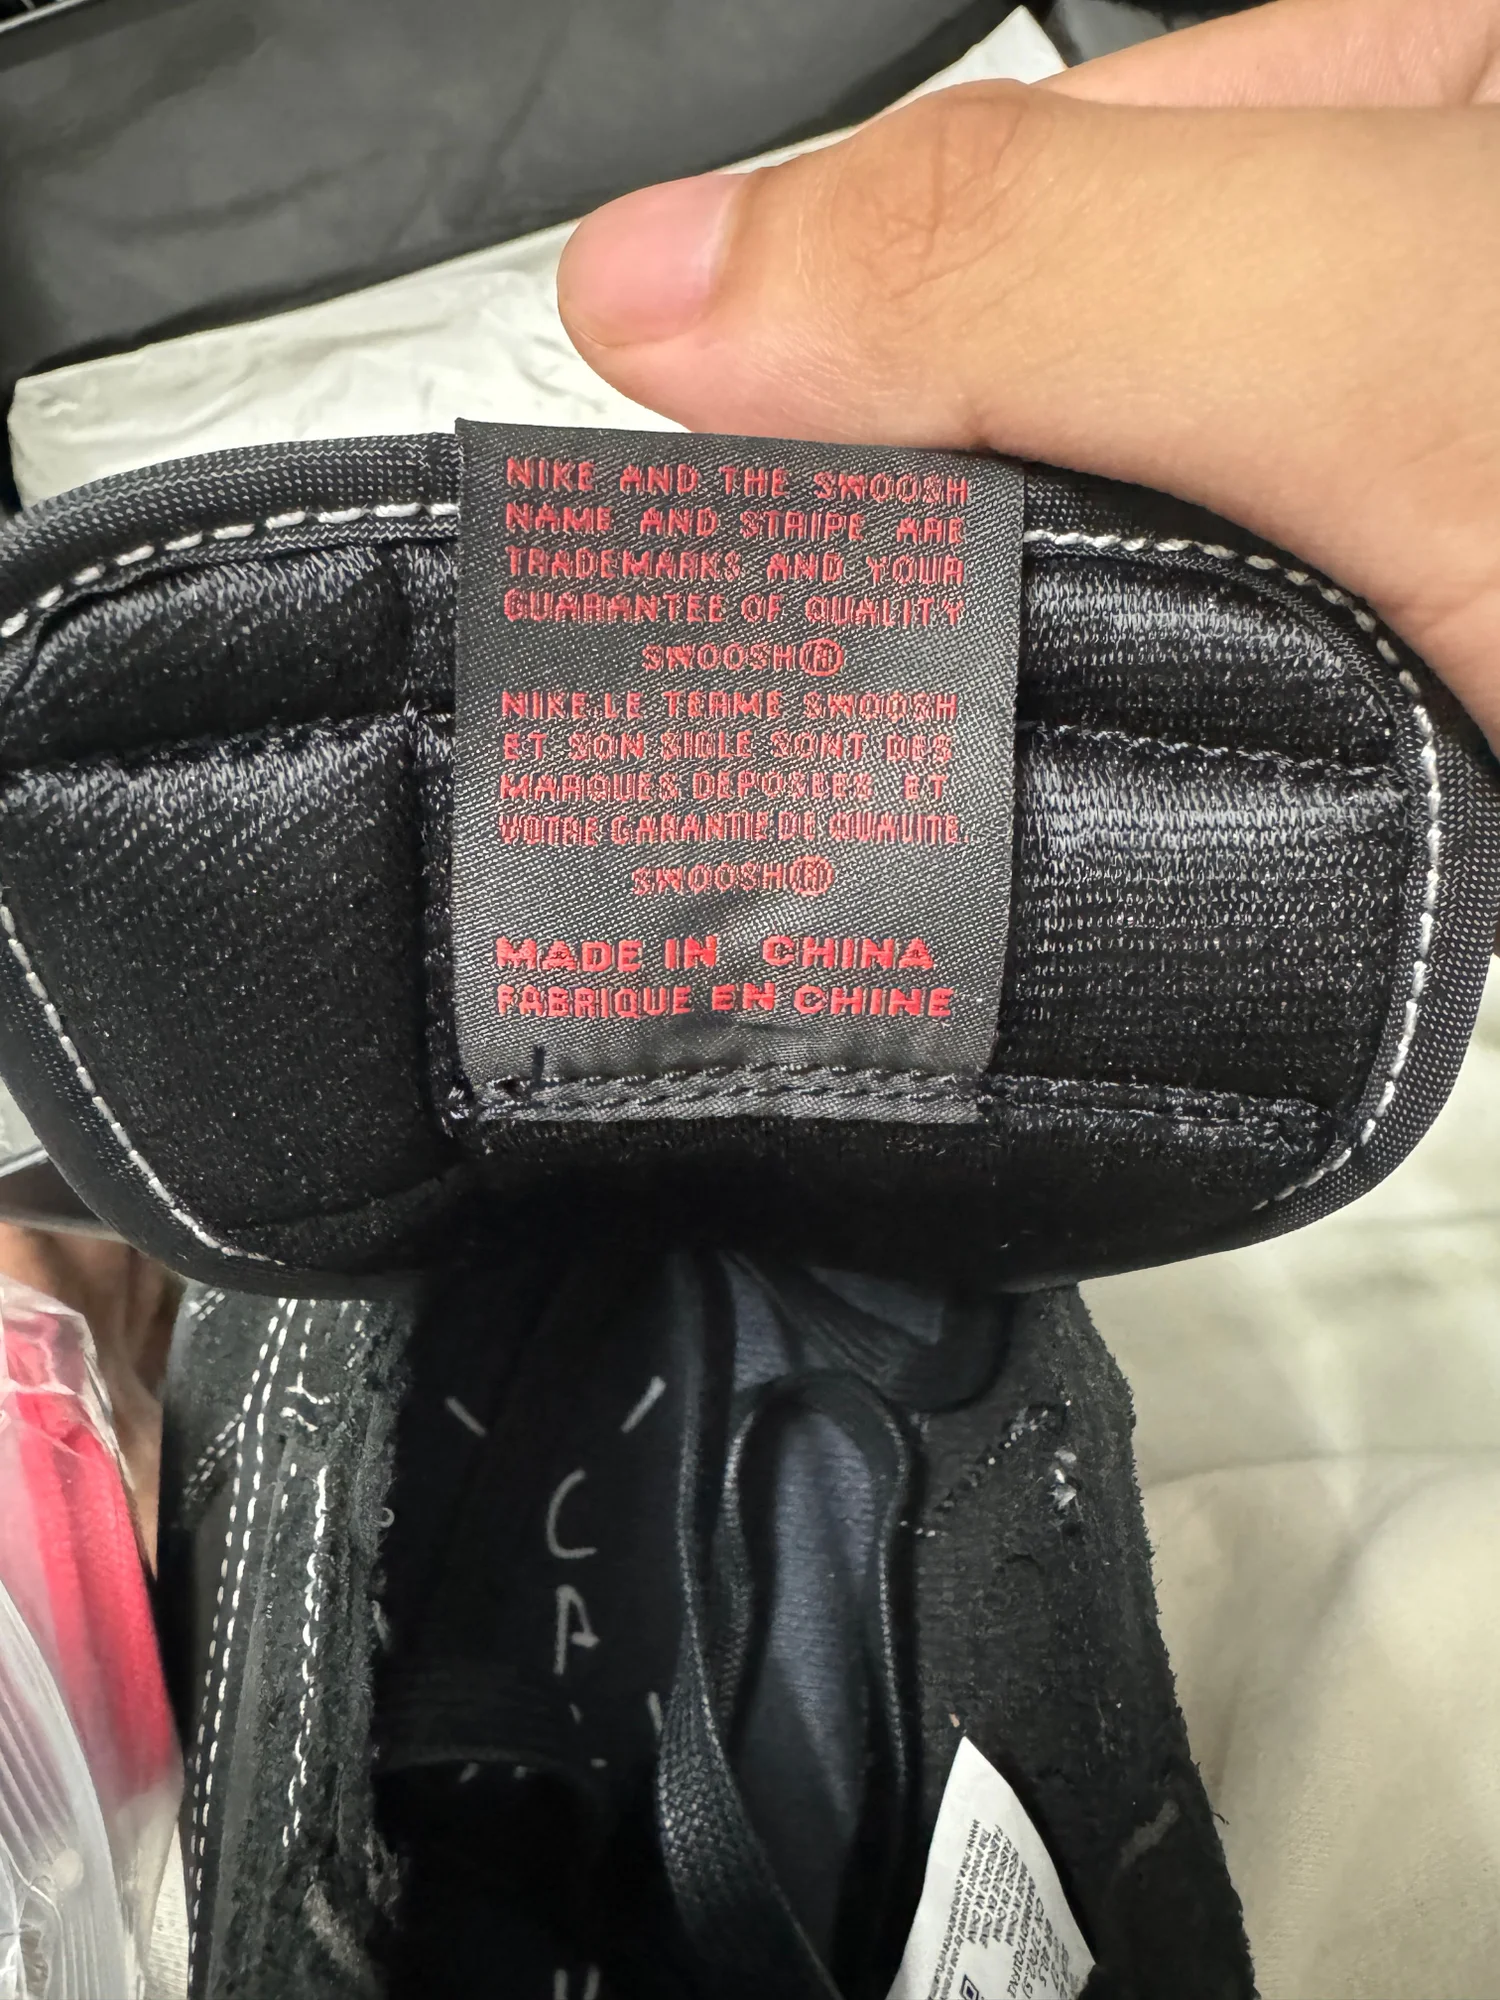 NIKE AND THE SWOOSH
NAME AND STRIPE ARE
TRADEMARKS AND YOUR
GUARANTEE OF QUALITY
SWOOSH®
NIKE.LE TERME SWOOSH
ET SON SIGLE SONT DES
MARQUES DEPOSEES ET
VOTRE GARANTIE DE QUALITE.
SWOOSH®
MADE IN CHINA
FABRIQUE EN CHINE
C
A